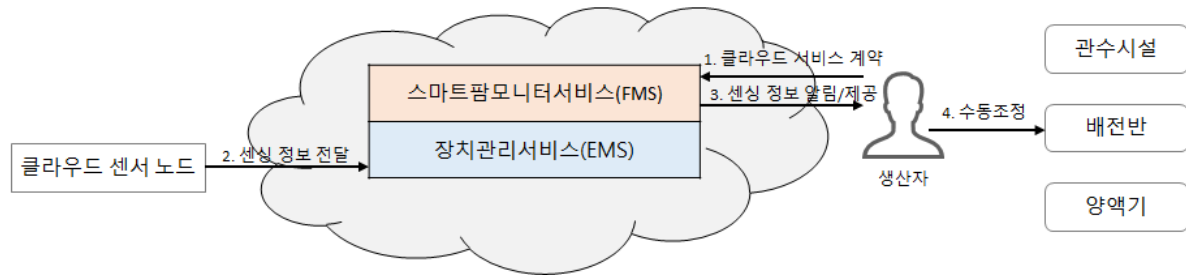 관수시설
1. 클라우드 서비스 계약
스마트팜모니터서비스(FMS)
3. 센싱 정보 알림/제공
4. 수동조정
배전반
장치관리서비스(EMS)
클라우드 센서 노드
2. 센싱 정보 전달
생산자
양액기